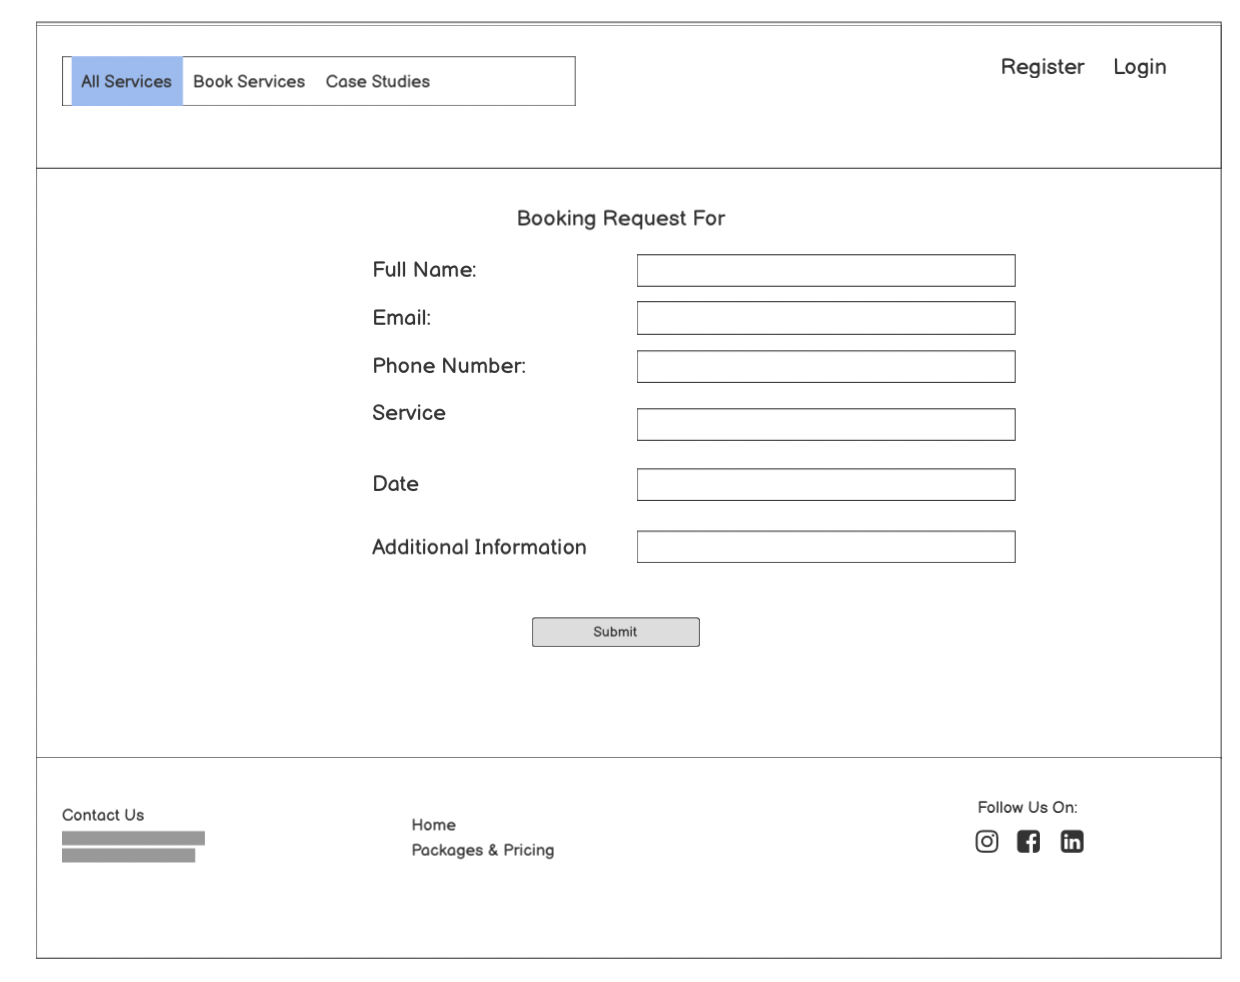 All Services Book Services Case Studies
Register Login
Booking Request For
Full Name:
Email:
Phone Number:
Service
Date
Additional Information
Submit
Contact Us
Home
Packages & Pricing
Follow Us On: